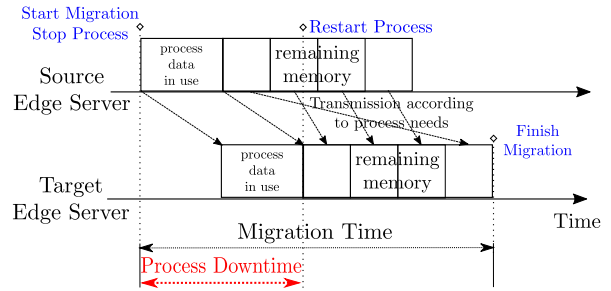 Start Migration
Stop Process
Restart Process
process
data
in use
remaining
memory
Source
Edge Server
Transmission according
to process needs
Finish
Migration
process
data
in use
remaining
memory
Target
Edge Server
Time
Migration Time
Process Downtime